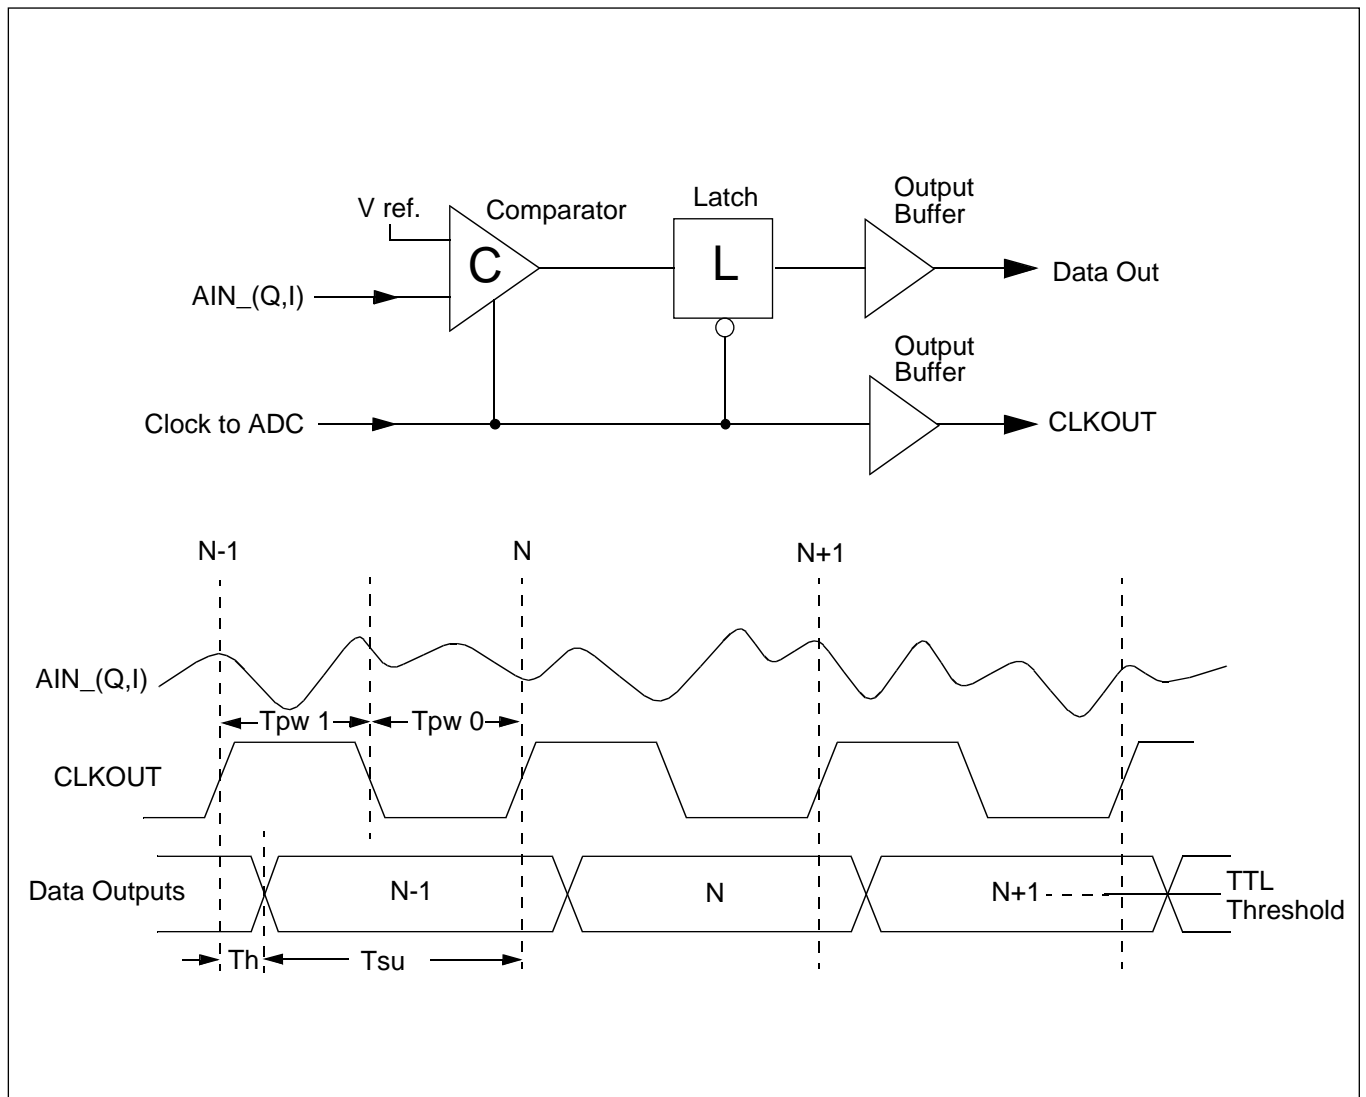 Output
Buffer
Latch
V ref.
Comparator
C
L
Data Out
AIN_(Q,I)
Output
Buffer
Clock to ADC
CLKOUT
N-1
N
N+1
AIN_(Q,I)
Tpw 1
Tpw 0
CLKOUT
Data Outputs
N-1
N
N+1
TTL
Threshold
Th
Tsu